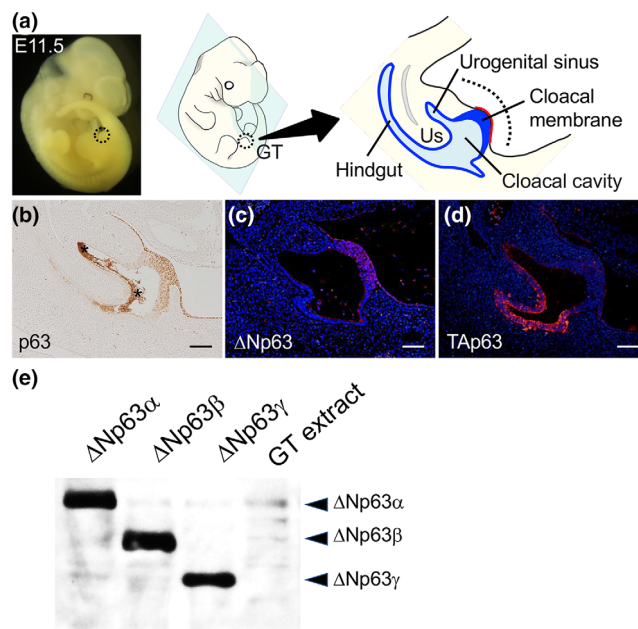 (a)
E11.5
GT
Urogenital sinus
Cloacal
membrane
Us
Hindgut
Cloacal cavity
(b)
(c)
(d)
p63
ΔNp63
TAp63
(e)
ΔNp63α
ΔNp63β
ΔNp63γ
GT extract
ΔNp63α
ΔNp63β
ΔNp63γ